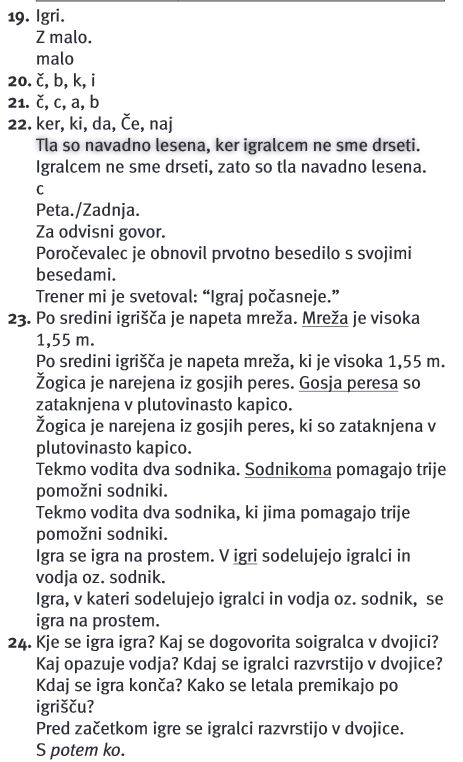 19. Igri.
Z malo.
malo
20. č, b, k, i
21. č, c, a, b
22. ker, ki, da, Če, naj
Tla so navadno lesena, ker igralcem ne sme drseti.
Igralcem ne sme drseti, zato so tla navadno lesena.
c
Peta./Zadnja.
Za odvisni govor.
Poročevalec je obnovil prvotno besedilo s svojimi
besedami.
Trener mi je svetoval: “Igraj počasneje.”
23. Po sredini igrišča je napeta mreža. Mreža je visoka
1,55 m.
Po sredini igrišča je napeta mreža, ki je visoka 1,55 m.
Žogica je narejena iz gosjih peres. Gosja peresa so
zataknjena v plutovinasto kapico.
Žogica je narejena iz gosjih peres, ki so zataknjena v
plutovinasto kapico.
Tekmo vodita dva sodnika. Sodnikoma pomagajo trije
pomožni sodniki.
Tekmo vodita dva sodnika, ki jima pomagajo trije
pomožni sodniki.
Igra se igra na prostem. V igri sodelujejo igralci in
vodja oz. sodnik.
Igra, v kateri sodelujejo igralci in vodja oz. sodnik, se
igra na prostem.
24. Kje se igra igra? Kaj se dogovorita soigralca v dvojici?
Kaj opazuje vodja? Kdaj se igralci razvrstijo v dvojice?
Kdaj se igra konča? Kako se letala premikajo po
igrišču?
Pred začetkom igre se igralci razvrstijo v dvojice.
S potem ko.